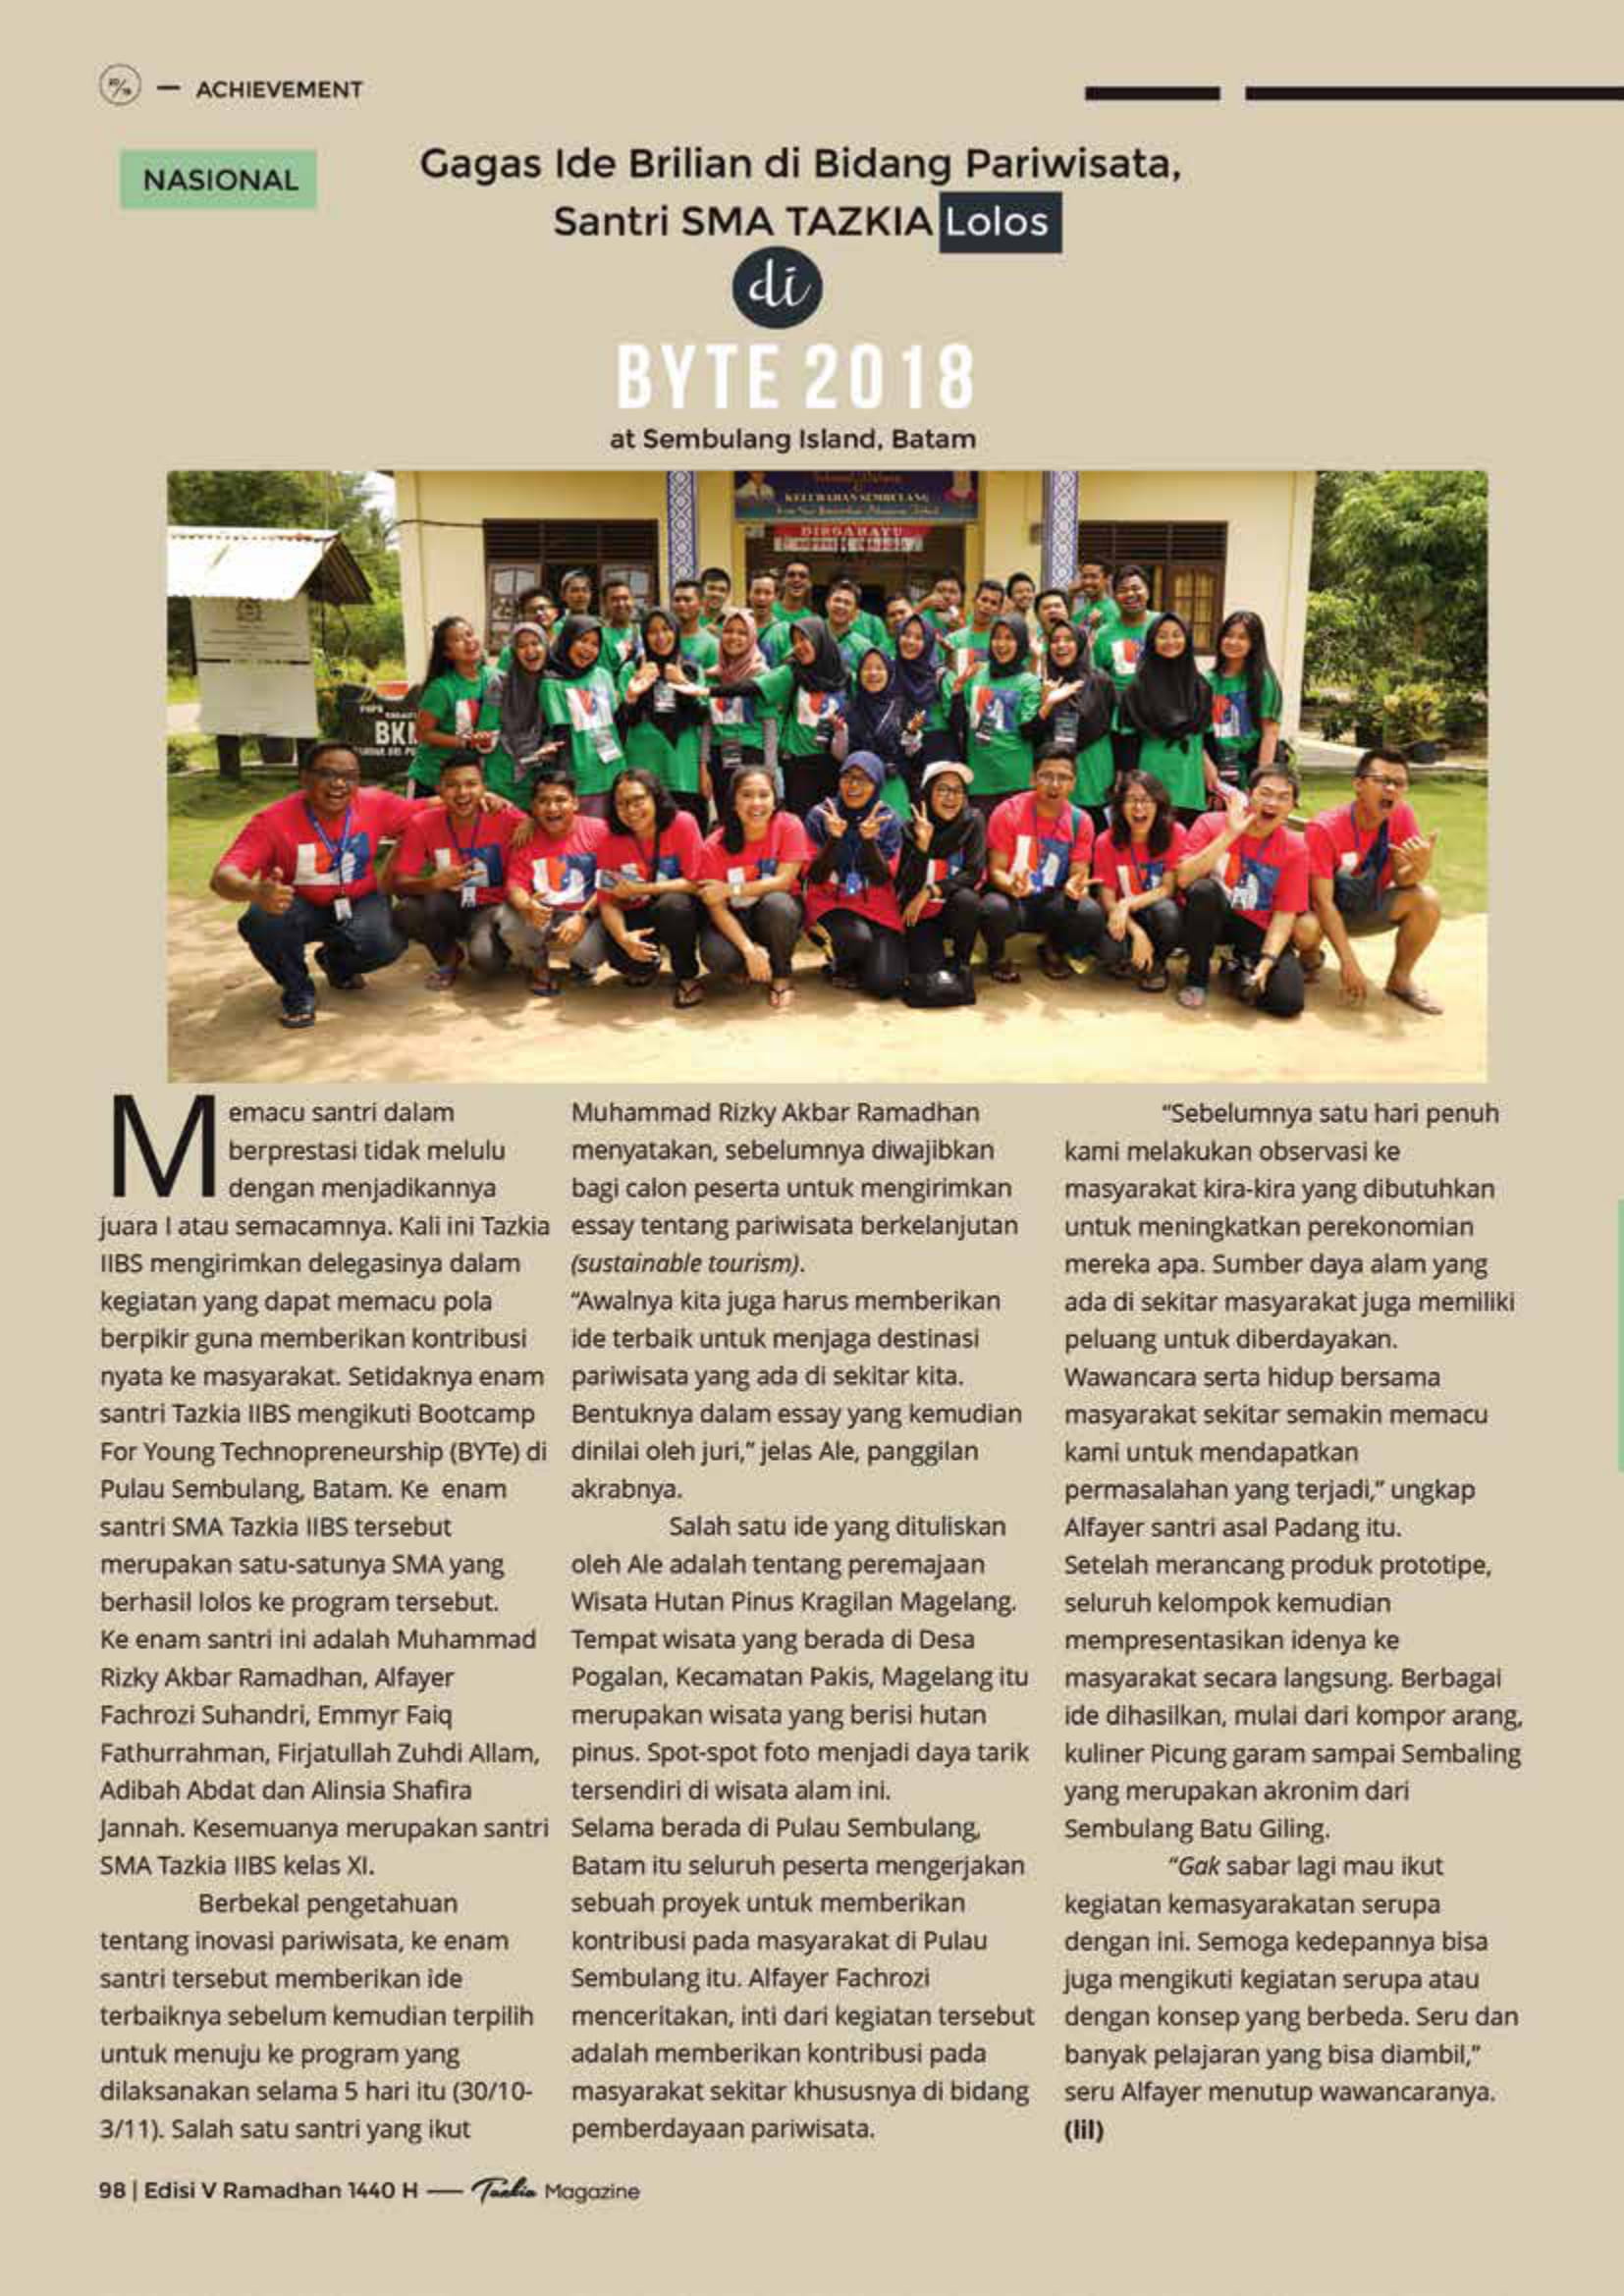 — ACHIEVEMENT
NASIONAL
Gagas Ide Brilian di Bidang Pariwisata,
Santri SMA TAZKIA Lolos
di
BYTE 2018
at Sembulang Island, Batam
KELURAHAN SEMBULANG
DIRGAHAYU
BKI
Memacu santri dalam
berprestasi tidak melulu
dengan menjadikannya
juara I atau semacamnya. Kali ini Tazkia
IIBS mengirimkan delegasinya dalam
kegiatan yang dapat memacu pola
berpikir guna memberikan kontribusi
nyata ke masyarakat. Setidaknya enam
santri Tazkia IIBS mengikuti Bootcamp
For Young Technopreneurship (BYTe) di
Pulau Sembulang, Batam. Ke enam
santri SMA Tazkia IIBS tersebut
merupakan satu-satunya SMA yang
berhasil lolos ke program tersebut.
Ke enam santri ini adalah Muhammad
Rizky Akbar Ramadhan, Alfayer
Fachrozi Suhandri, Emmyr Faiq
Fathurrahman, Firjatullah Zuhdi Allam,
Adibah Abdat dan Alinsia Shafira
Jannah. Kesemuanya merupakan santri
SMA Tazkia IIBS kelas XI.
Berbekal pengetahuan
tentang inovasi pariwisata, ke enam
santri tersebut memberikan ide
terbaiknya sebelum kemudian terpilih
untuk menuju ke program yang
dilaksanakan selama 5 hari itu (30/10-
3/11). Salah satu santri yang ikut
Muhammad Rizky Akbar Ramadhan
menyatakan, sebelumnya diwajibkan
bagi calon peserta untuk mengirimkan
essay tentang pariwisata berkelanjutan
(sustainable tourism).
“Awalnya kita juga harus memberikan
ide terbaik untuk menjaga destinasi
pariwisata yang ada di sekitar kita.
Bentuknya dalam essay yang kemudian
dinilai oleh juri,” jelas Ale, panggilan
akrabnya.
Salah satu ide yang dituliskan
oleh Ale adalah tentang peremajaan
Wisata Hutan Pinus Kragilan Magelang.
Tempat wisata yang berada di Desa
Pogalan, Kecamatan Pakis, Magelang itu
merupakan wisata yang berisi hutan
pinus. Spot-spot foto menjadi daya tarik
tersendiri di wisata alam ini.
Selama berada di Pulau Sembulang,
Batam itu seluruh peserta mengerjakan
sebuah proyek untuk memberikan
kontribusi pada masyarakat di Pulau
Sembulang itu. Alfayer Fachrozi
menceritakan, inti dari kegiatan tersebut
adalah memberikan kontribusi pada
masyarakat sekitar khususnya di bidang
pemberdayaan pariwisata.
“Sebelumnya satu hari penuh
kami melakukan observasi ke
masyarakat kira-kira yang dibutuhkan
untuk meningkatkan perekonomian
mereka apa. Sumber daya alam yang
ada di sekitar masyarakat juga memiliki
peluang untuk diberdayakan.
Wawancara serta hidup bersama
masyarakat sekitar semakin memacu
kami untuk mendapatkan
permasalahan yang terjadi,” ungkap
Alfayer santri asal Padang itu.
Setelah merancang produk prototipe,
seluruh kelompok kemudian
mempresentasikan idenya ke
masyarakat secara langsung. Berbagai
ide dihasilkan, mulai dari kompor arang,
kuliner Picung garam sampai Sembaling
yang merupakan akronim dari
Sembulang Batu Giling.
“Gak sabar lagi mau ikut
kegiatan kemasyarakatan serupa
dengan ini. Semoga kedepannya bisa
juga mengikuti kegiatan serupa atau
dengan konsep yang berbeda. Seru dan
banyak pelajaran yang bisa diambil,”
seru Alfayer menutup wawancaranya.
(lil)
98 | Edisi V Ramadhan 1440 H — Tazkia Magazine